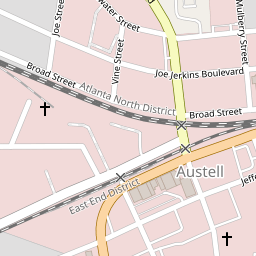 Joe Street
water Street
Mulberry Street
Vine Street
Joe Jerkins Boulevard
Broad Street
Atlanta North District
Broad Street
Austell
East End-District
Jeffe